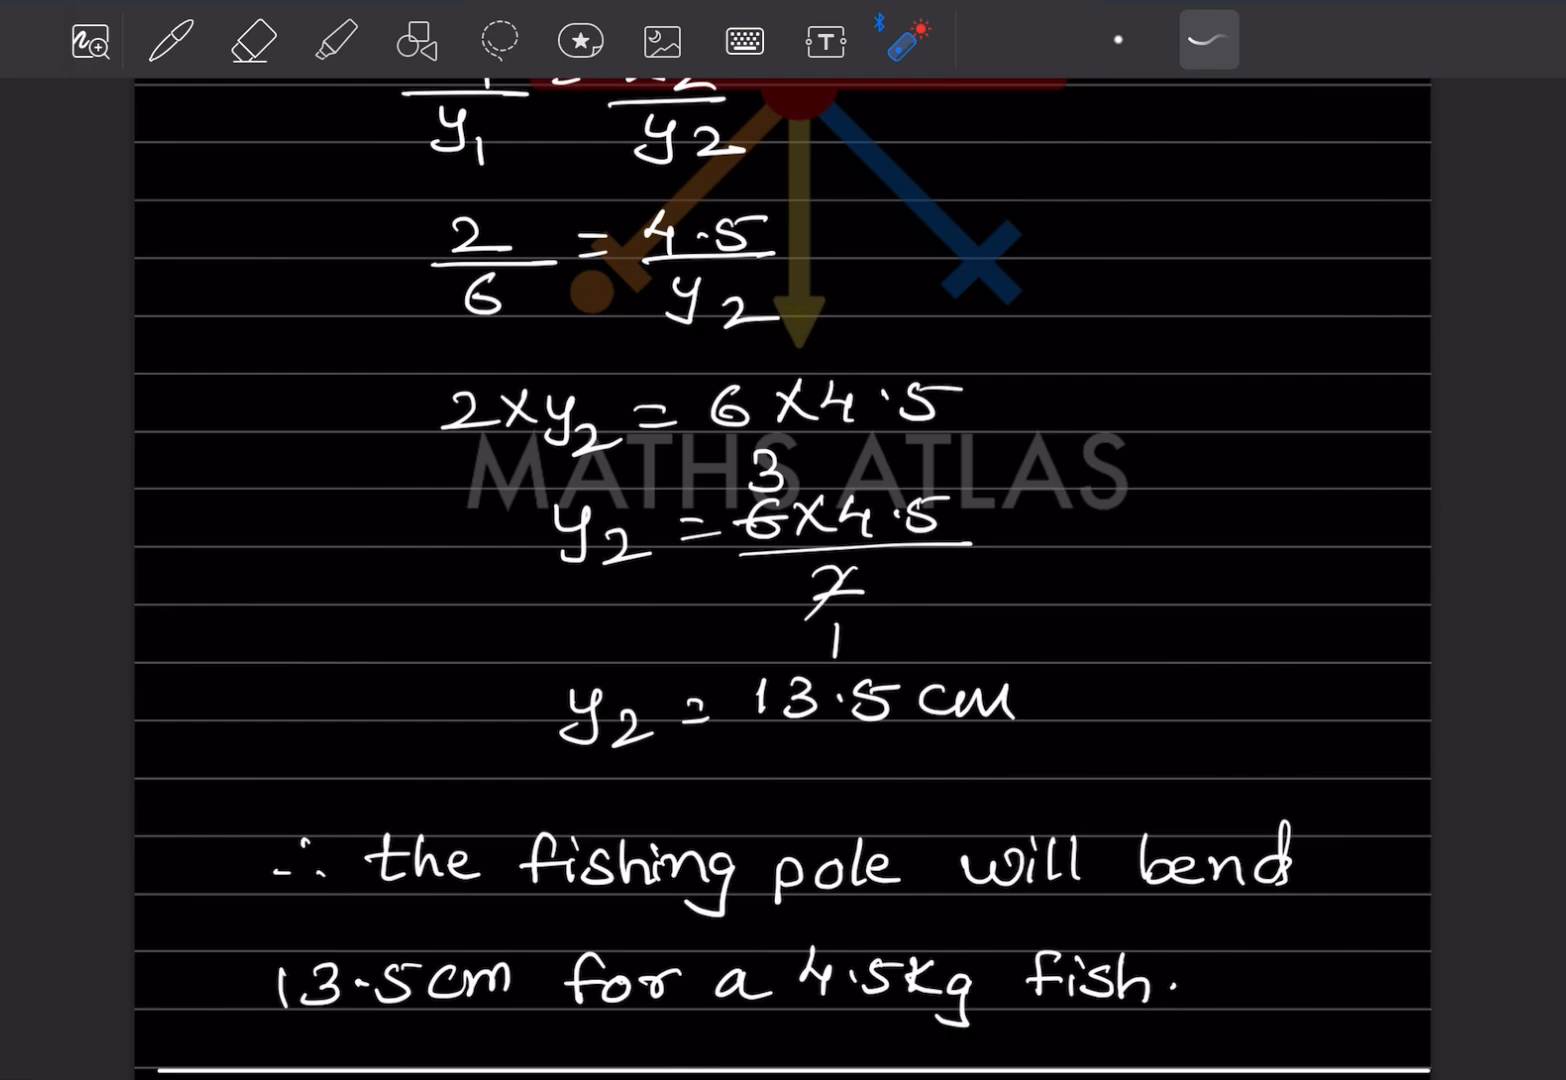 y₁ y₂
2/6 = 4.5/y₂
2×y₂ = 6×4.5
MATHS ATLAS
3
y₂ = 6×4.5
2
1
y₂ = 13.5 cm
∴ the fishing pole will bend
13.5cm for a 4.5kg fish.